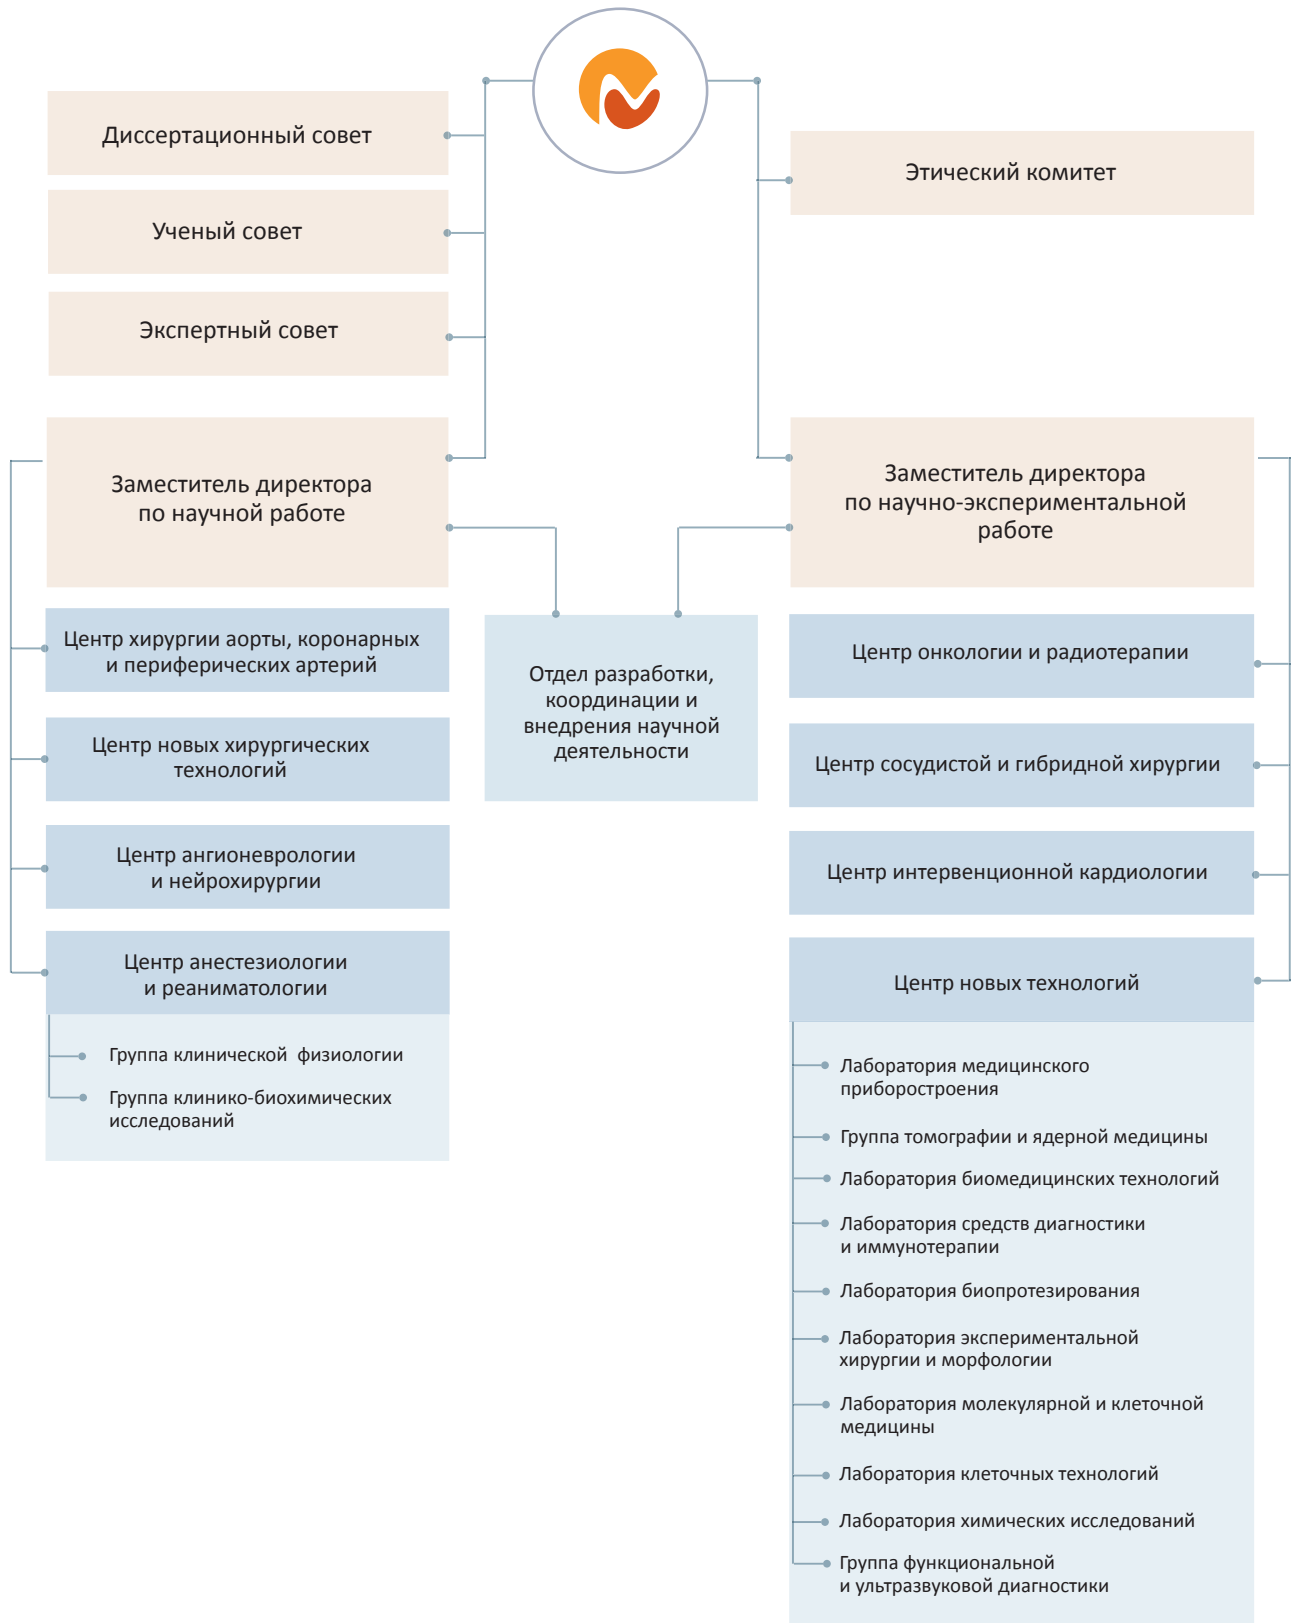 Диссертационный совет
Ученый совет
Экспертный совет
Этический комитет
Заместитель директора
по научной работе
Заместитель директора
по научно-экспериментальной
работе
Отдел разработки,
координации и
внедрения научной
деятельности
Центр хирургии аорты, коронарных
и периферических артерий
Центр новых хирургических
технологий
Центр ангионеврологии
и нейрохирургии
Центр анестезиологии
и реаниматологии
Группа клинической физиологии
Группа клинико-биохимических
исследований
Центр онкологии и радиотерапии
Центр сосудистой и гибридной хирургии
Центр интервенционной кардиологии
Центр новых технологий
Лаборатория медицинского
приборостроения
Группа томографии и ядерной медицины
Лаборатория биомедицинских технологий
Лаборатория средств диагностики
и иммунотерапии
Лаборатория биопротезирования
Лаборатория экспериментальной
хирургии и морфологии
Лаборатория молекулярной и клеточной
медицины
Лаборатория клеточных технологий
Лаборатория химических исследований
Группа функциональной
и ультразвуковой диагностики